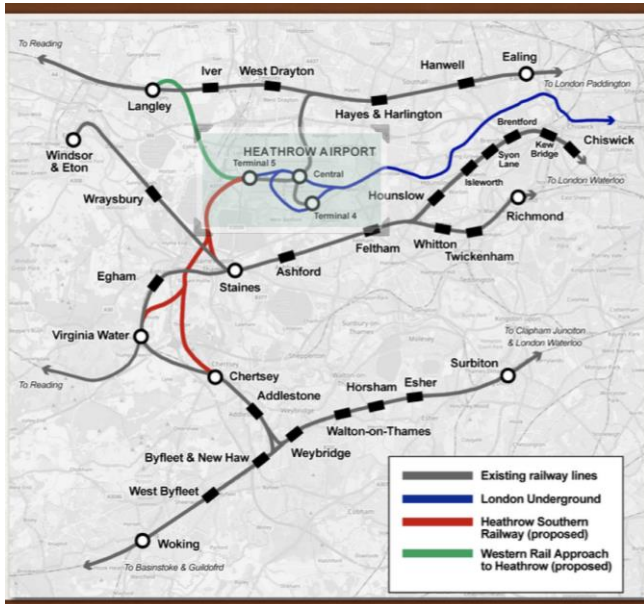 To Reading
Iver
West Drayton
Hanwell
Ealing
To London Paddington
Langley
Hayes & Harlington
Brentford
Chiswick
Windsor
& Eton
HEATHROW AIRPORT
Terminal 5
Central
Syon
Lane
Kew
Bridge
Isleworth
To London Waterloo
Wraysbury
Terminal 4
Hounslow
Richmond
Feltham
Whitton
Twickenham
Egham
Staines
Ashford
Virginia Water
To Clapham Junciton
& London Waterloo
Surbiton
To Reading
Chertsey
Addlestone
Horsham
Esher
Walton-on-Thames
Weybridge
Byfleet & New Haw
West Byfleet
Woking
To Basinstoke & Guildofrd
Existing railway lines
London Underground
Heathrow Southern
Railway (proposed)
Western Rail Approach
to Heathrow (proposed)